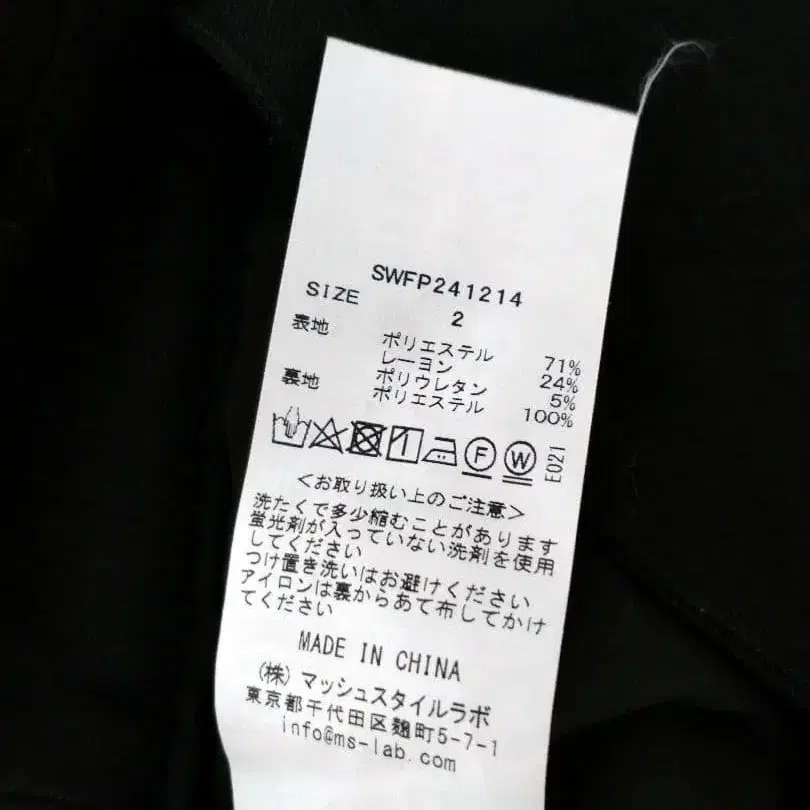 SWFP241214
SIZE 2
表地 ポリエステル 71%
レーヨン 24%
ポリウレタン 5%
裏地 ポリエステル 100%
F W E021
<お取り扱い上のご注意>
洗たくで多少縮むことがあります
蛍光剤が入っていない洗剤を使用
してください
つけ置き洗いはお避けください
アイロンは裏からあて布してかけ
てください
MADE IN CHINA
(株)マッシュスタイルラボ
東京都千代田区麹町5-7-1
info@ms-lab.com